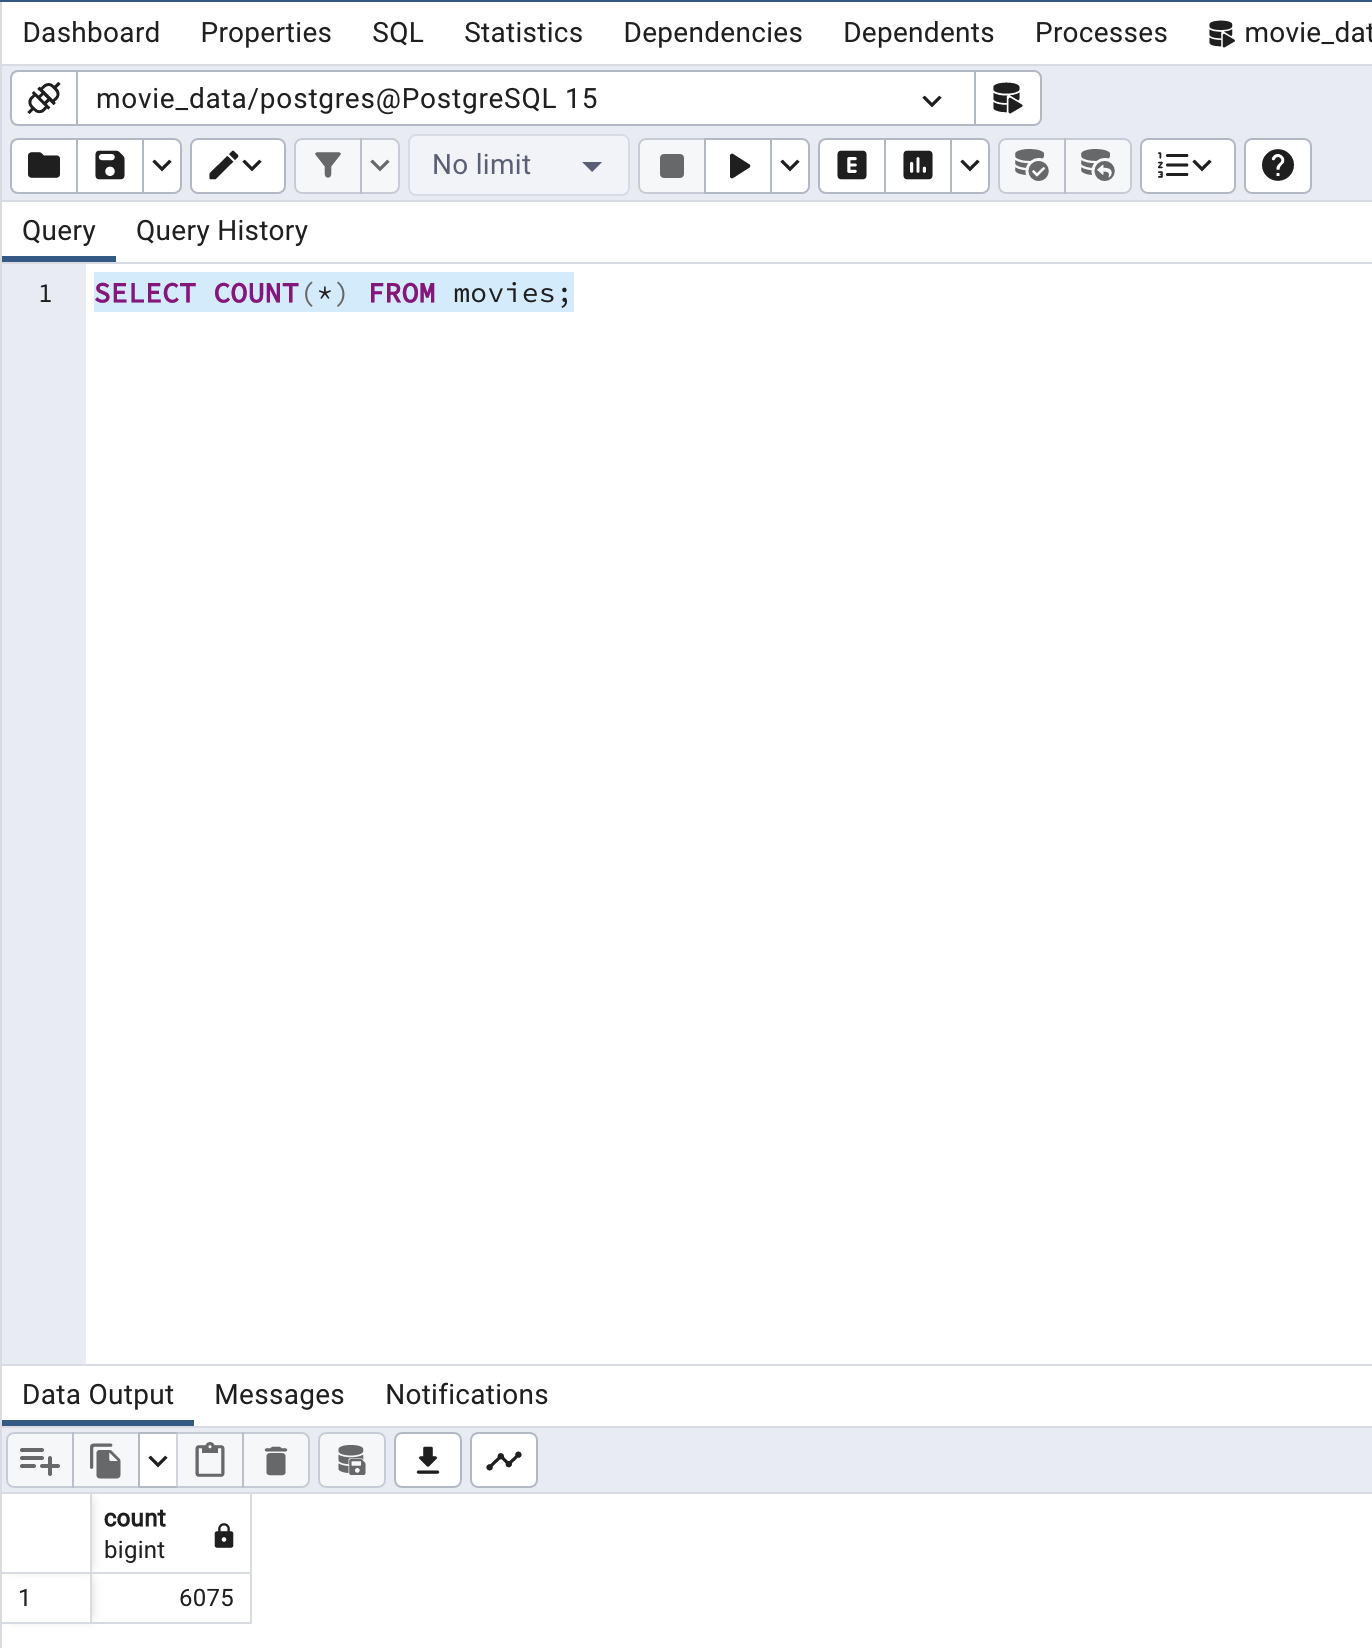 Dashboard Properties SQL Statistics Dependencies Dependents Processes movie_dat
movie_data/postgres@PostgreSQL 15
No limit E
Query Query History
1 SELECT COUNT(*) FROM movies;
Data Output Messages Notifications
count
bigint
1 6075